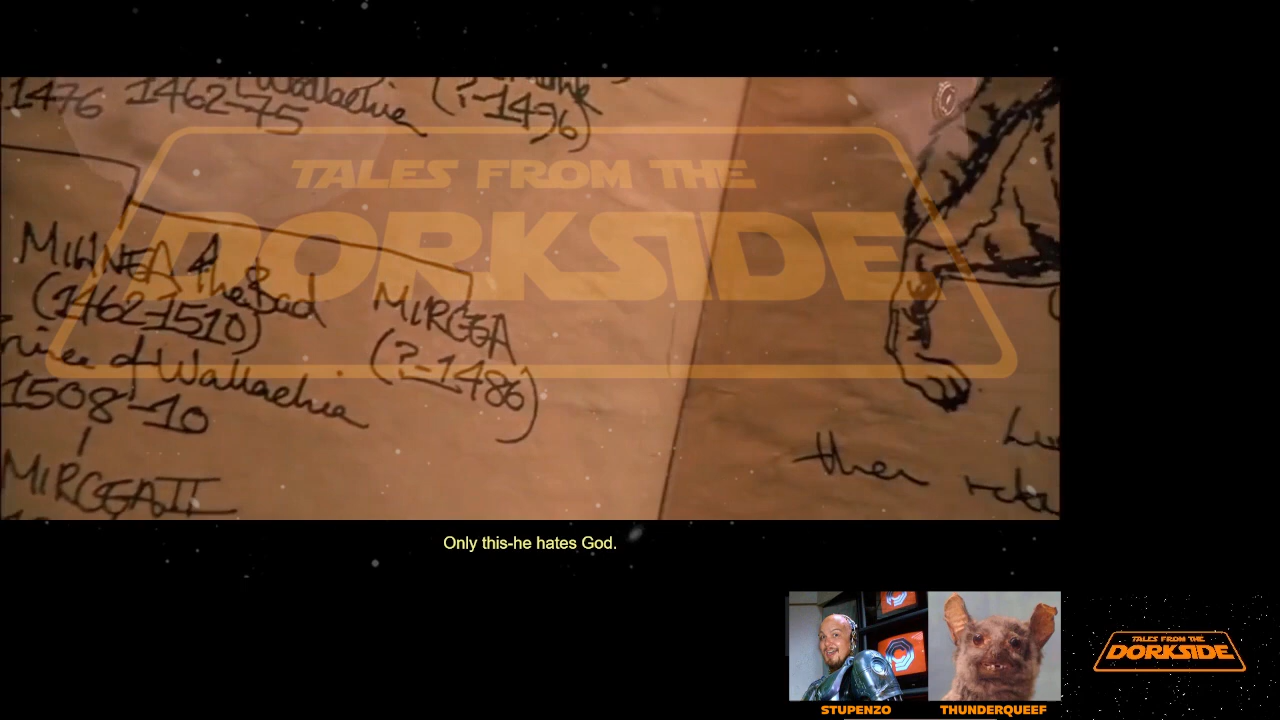 1476 1462-75 Wallachia (?-1496)
TALES FROM THE
DORKSIDE
MIHNEA the Bad MIRCEA
(1462-1510) (?-1486)
of Wallachia
1508-10
MIRCEA II
then
Only this-he hates God.
TALES FROM THE
DORKSIDE
STUPENZO THUNDERQUEEF